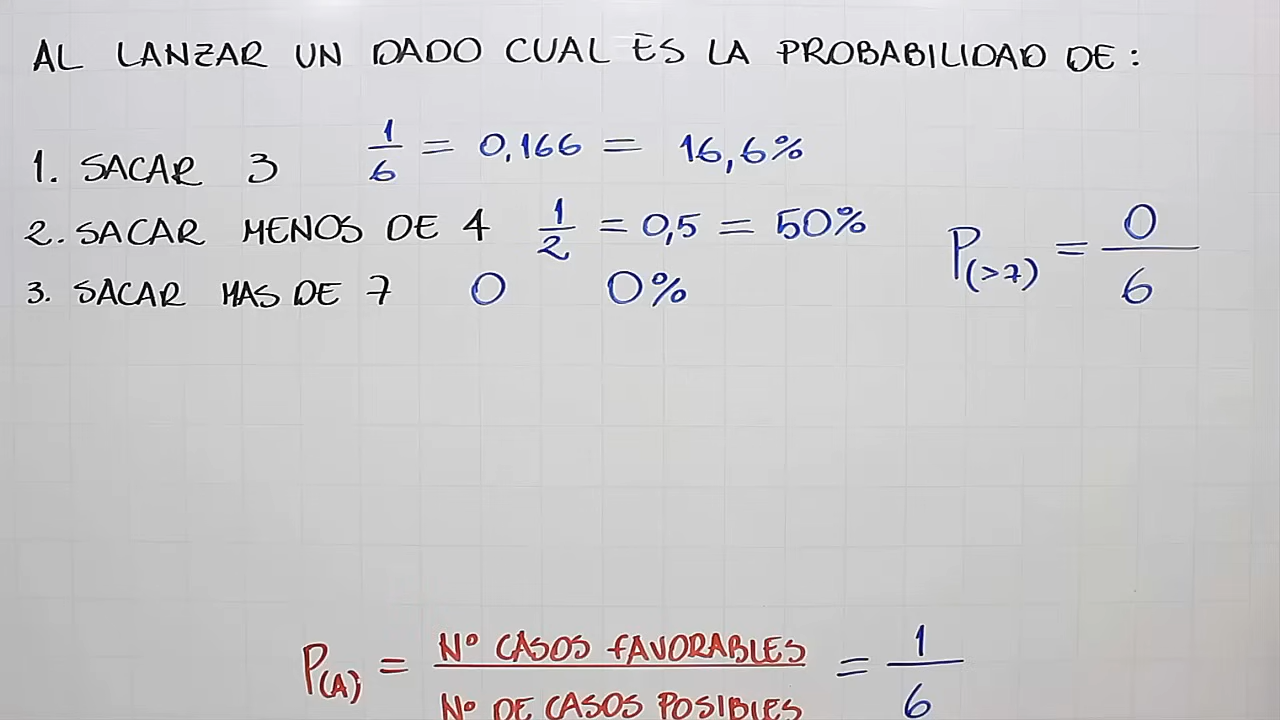 AL LANZAR UN DADO CUAL ES LA PROBABILIDAD DE:
1. SACAR 3 1/6 = 0,166 = 16,6%
2. SACAR MENOS DE 4 1/2 = 0,5 = 50%
3. SACAR MAS DE 7 0 0%
P(>7) = 0/6
P(A) = Nº CASOS FAVORABLES / Nº DE CASOS POSIBLES = 1/6